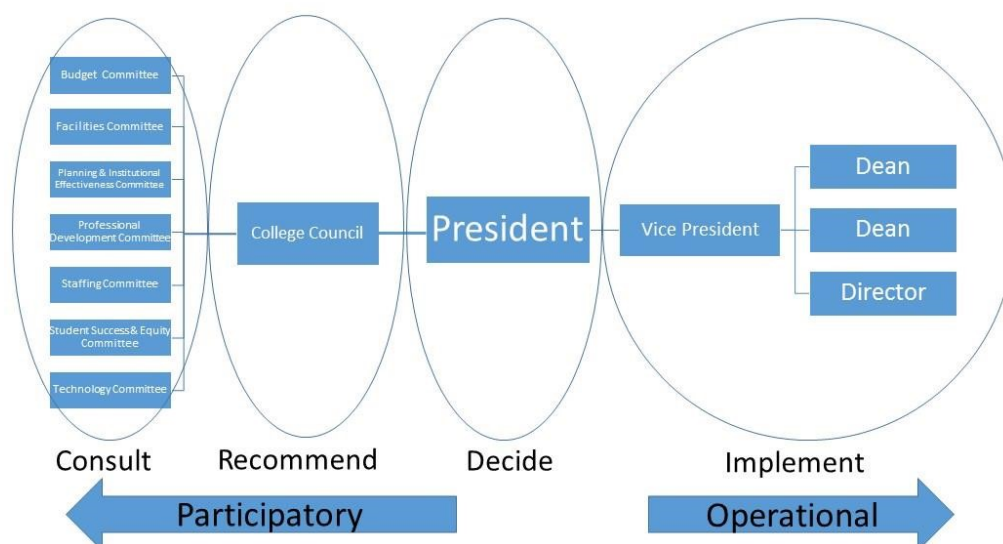 Budget Committee
Facilities Committee
Planning & Institutional
Effectiveness Committee
Professional
Development Committee
Staffing Committee
Student Success & Equity
Committee
Technology Committee
College Council
President
Vice President
Dean
Dean
Director
Consult
Recommend
Decide
Implement
Participatory
Operational